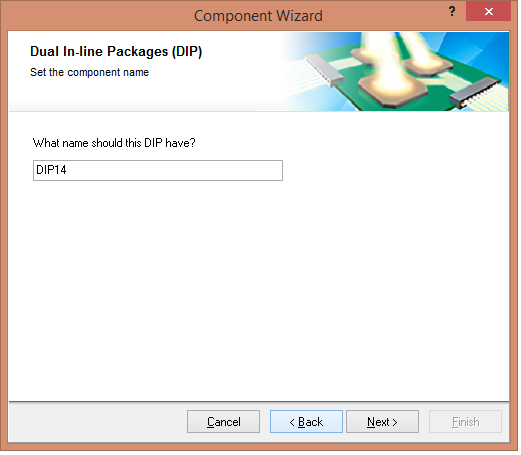 Component Wizard
?
Dual In-line Packages (DIP)
Set the component name
What name should this DIP have?
DIP14
Cancel
< Back
Next >
Finish